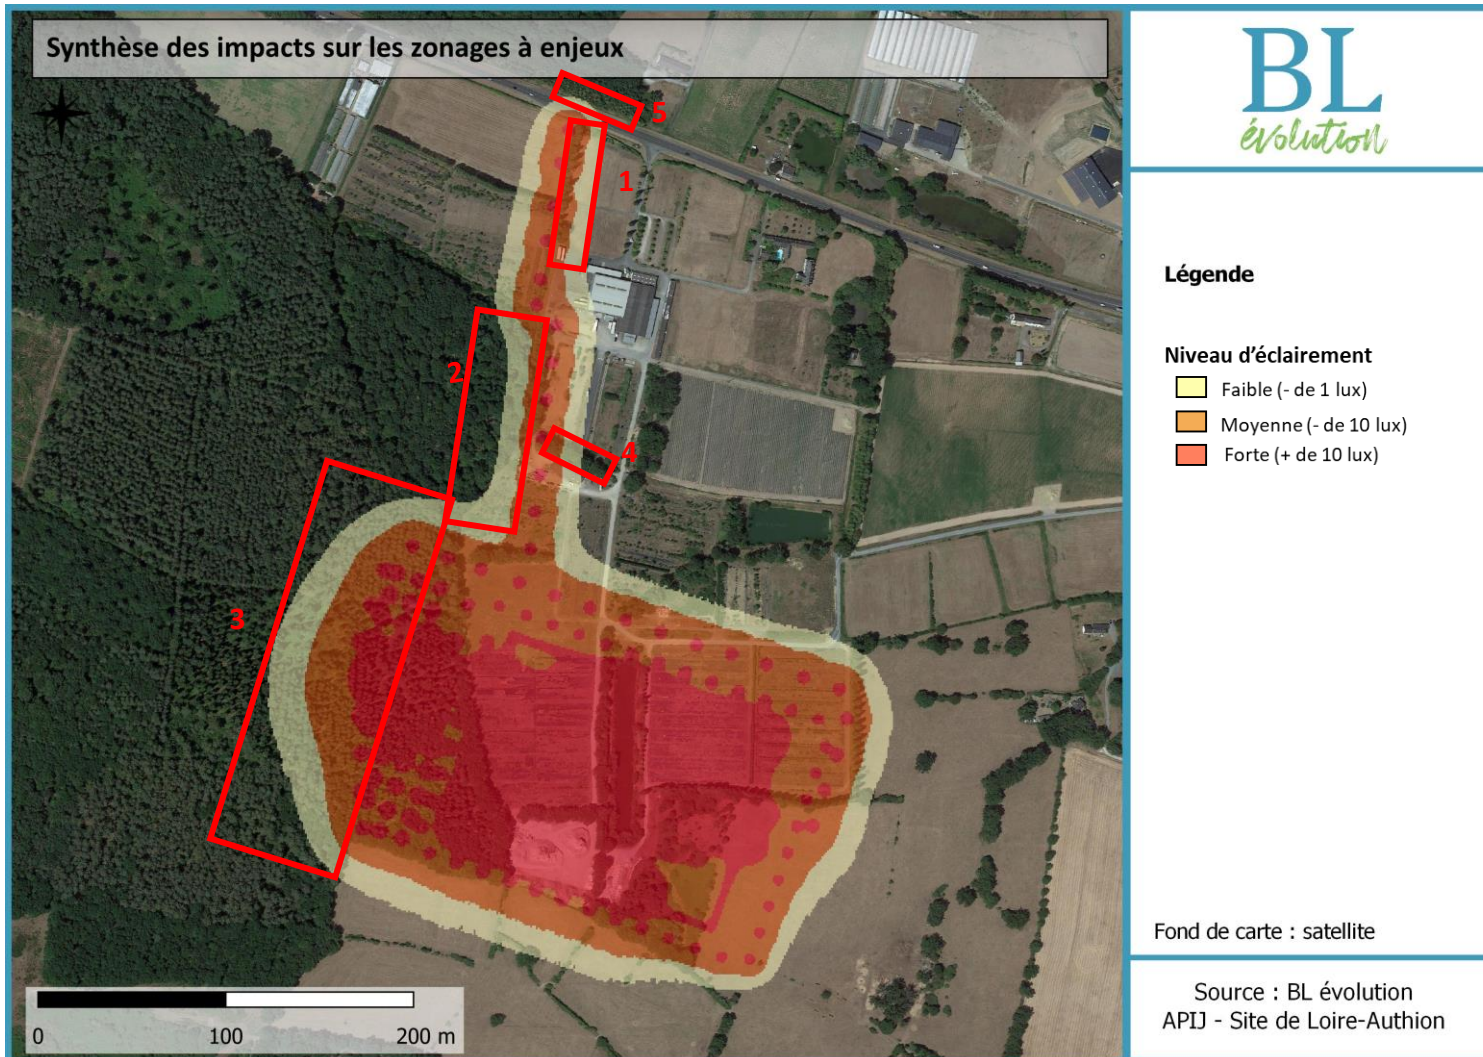 Synthèse des impacts sur les zonages à enjeux
BL
évolution
5
1
2
4
3
Légende
Niveau d'éclairement
Faible (- de 1 lux)
Moyenne (- de 10 lux)
Forte (+ de 10 lux)
Fond de carte : satellite
Source : BL évolution
APIJ - Site de Loire-Authion
0 100 200 m